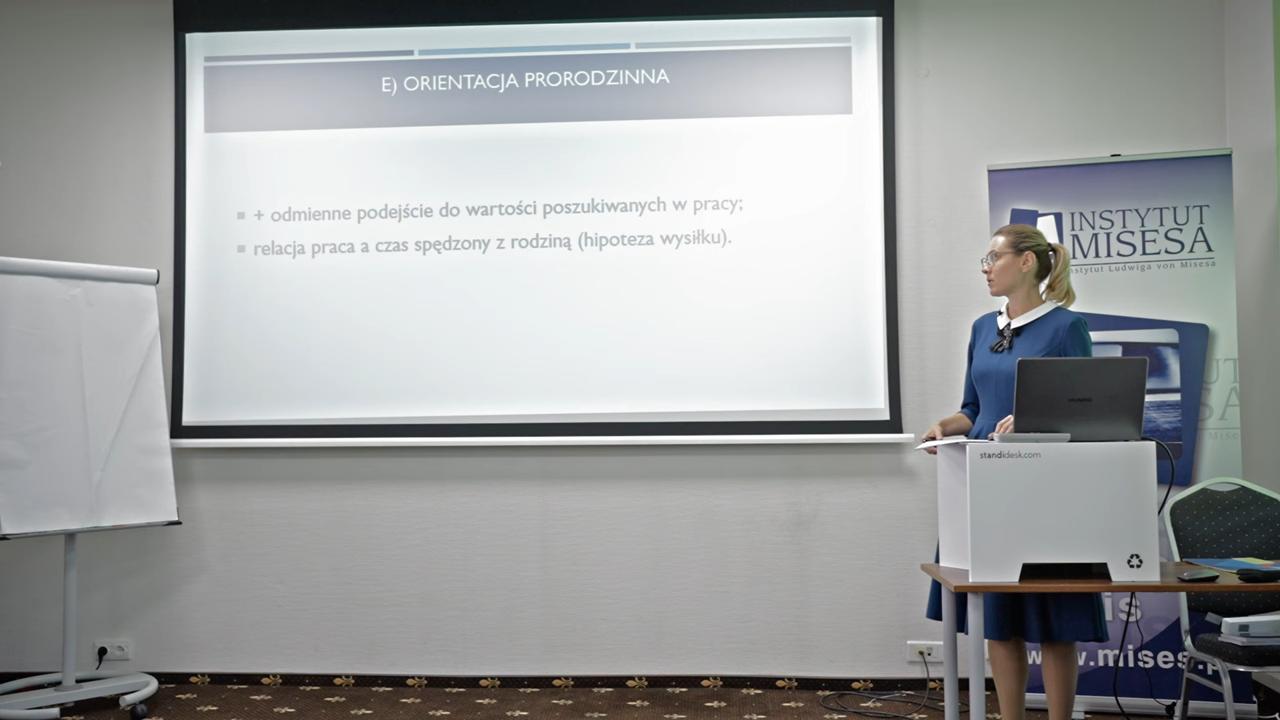 E) ORIENTACJA PRORODZINNA
+ odmienne podejście do wartości poszukiwanych w pracy;
relacja praca a czas spędzony z rodziną (hipoteza wysiłku).
INSTYTUT
MISESA
Instytut Ludwiga von Misesa
HUAWEI
standidesk.com
www.mises.p